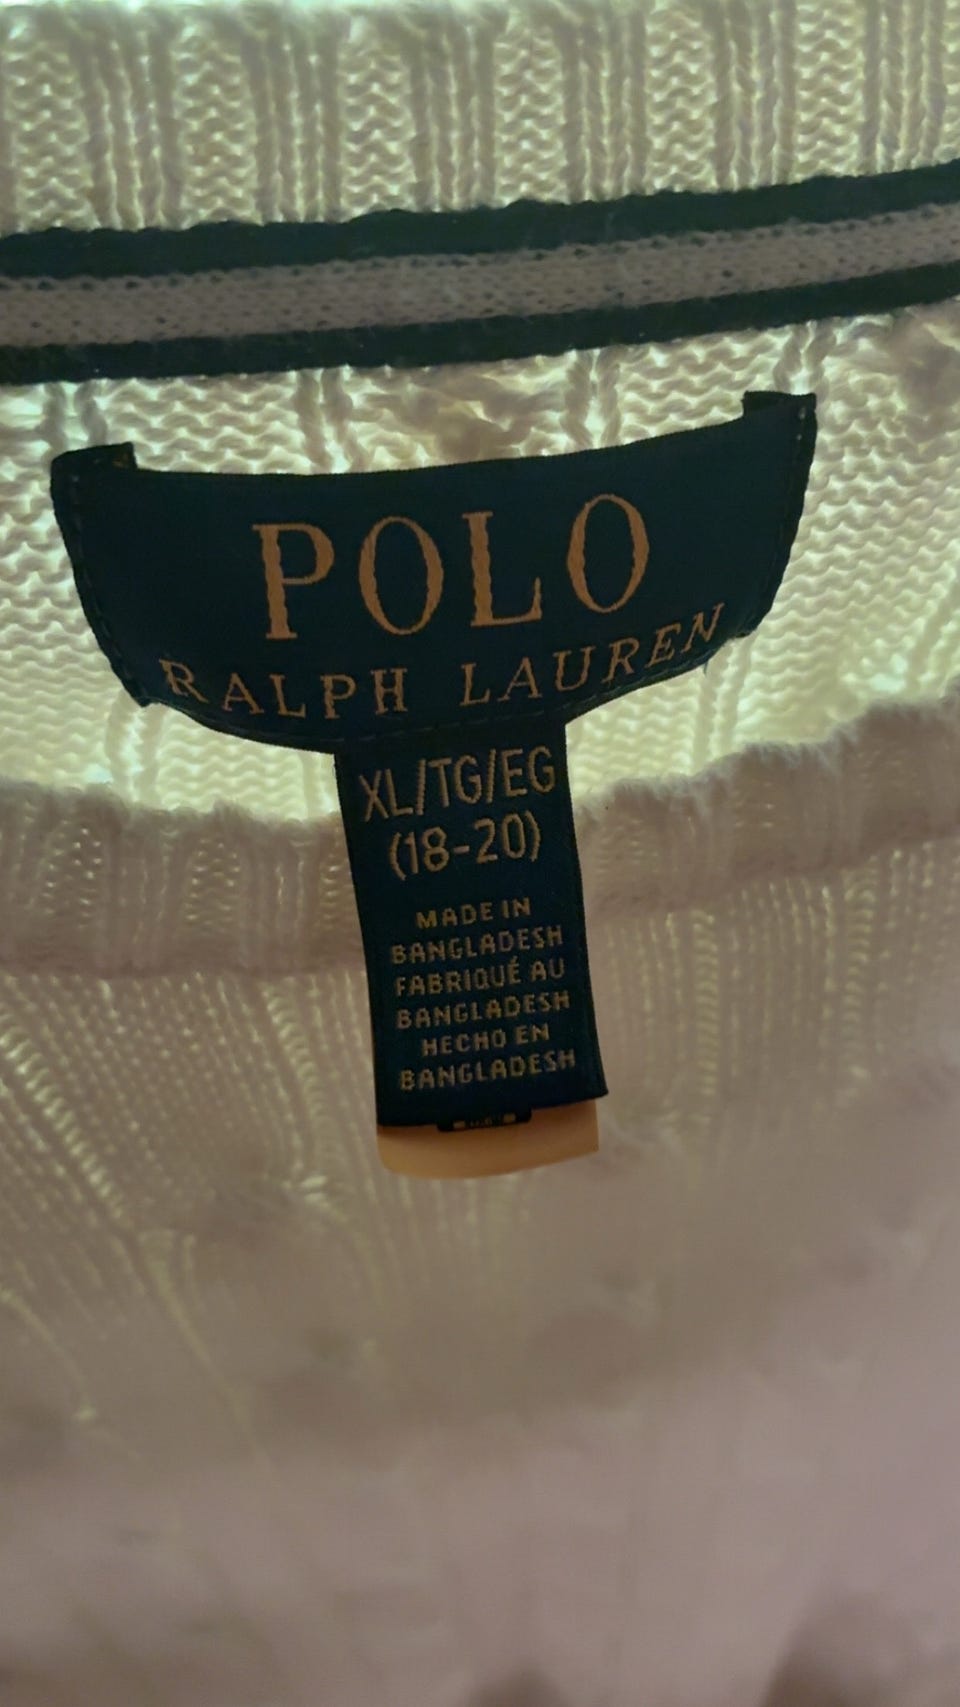 POLO
RALPH LAUREN
XL/TG/EG
(18-20)
MADE IN
BANGLADESH
FABRIQUÉ AU
BANGLADESH
HECHO EN
BANGLADESH